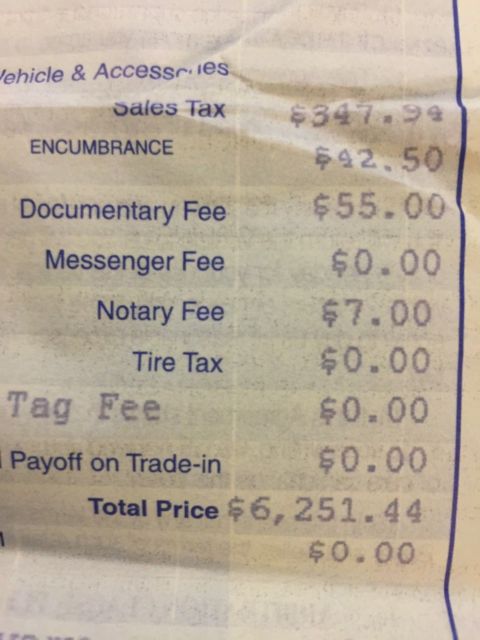 Vehicle & Accessories
Sales Tax $347.94
ENCUMBRANCE $42.50
Documentary Fee $55.00
Messenger Fee $0.00
Notary Fee $7.00
Tire Tax $0.00
Tag Fee $0.00
Payoff on Trade-in $0.00
Total Price $6,251.44
$0.00